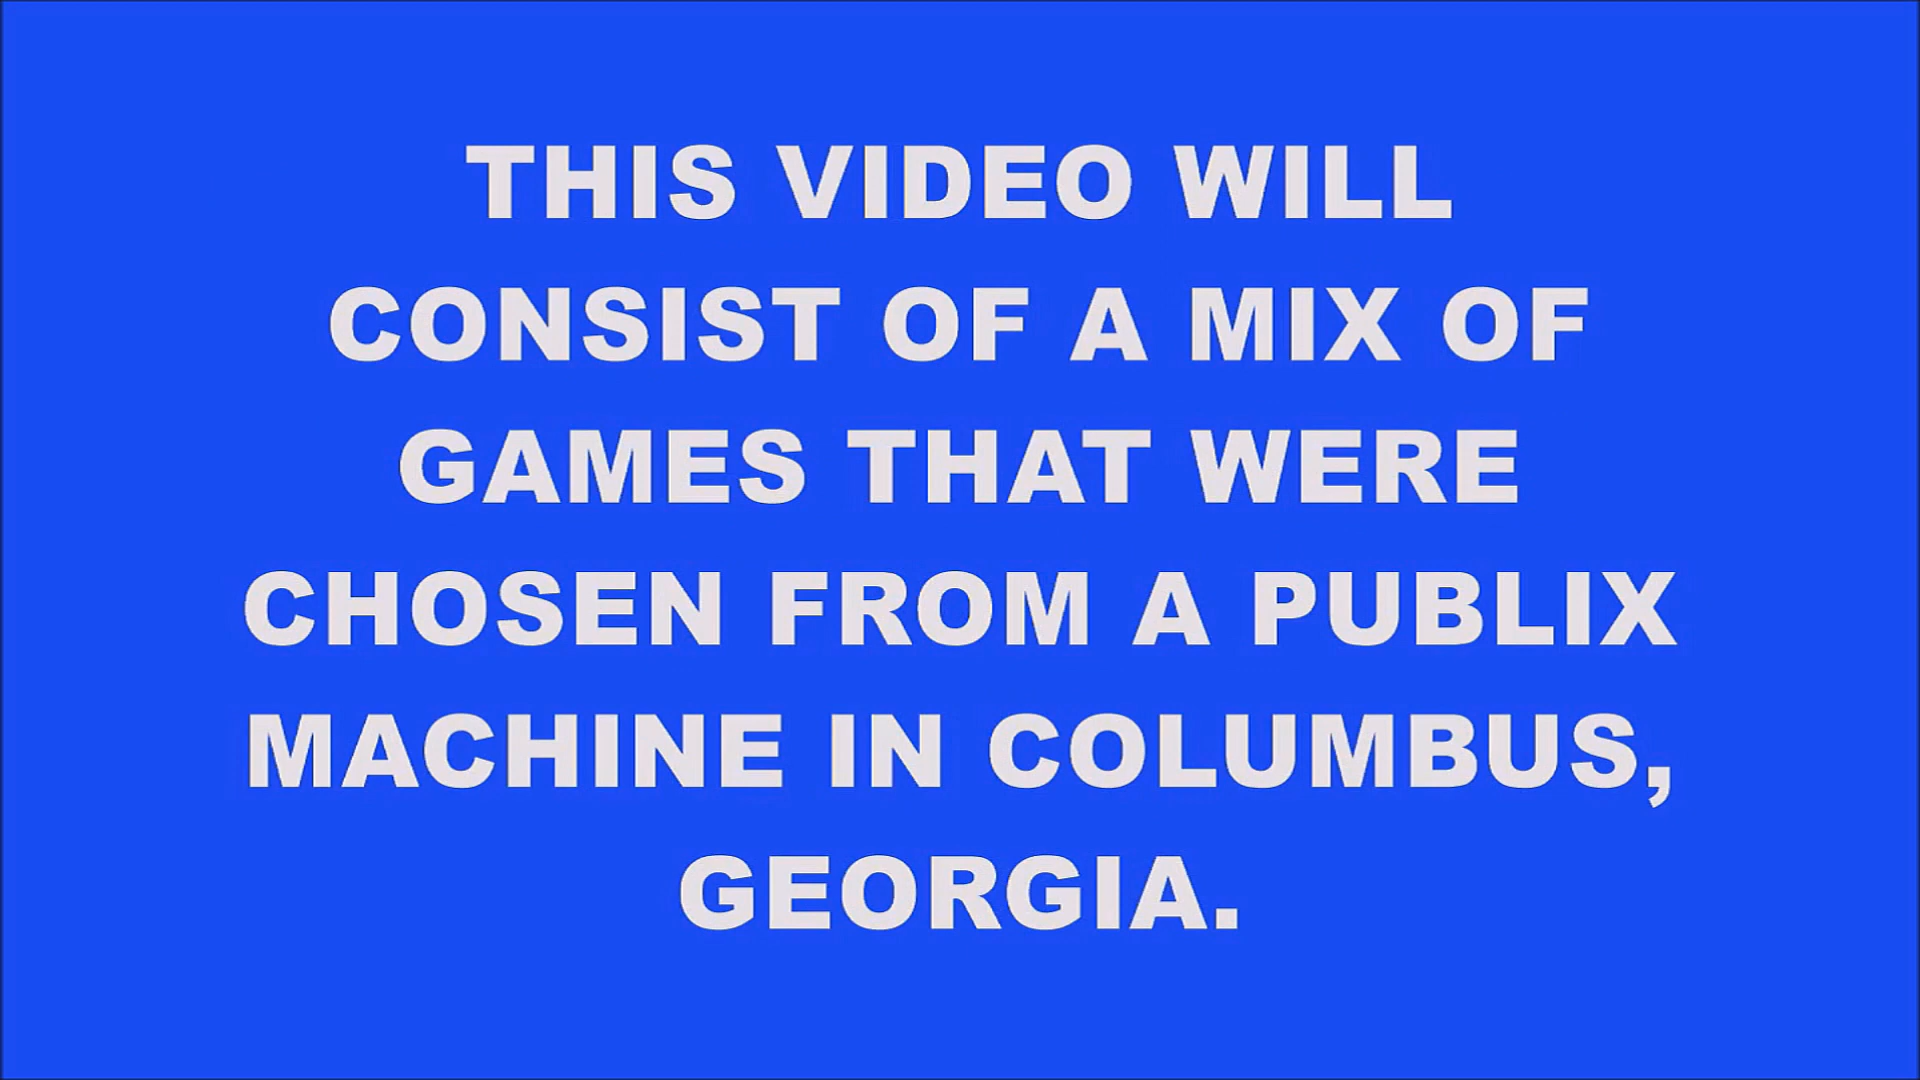 THIS VIDEO WILL
CONSIST OF A MIX OF
GAMES THAT WERE
CHOSEN FROM A PUBLIX
MACHINE IN COLUMBUS,
GEORGIA.